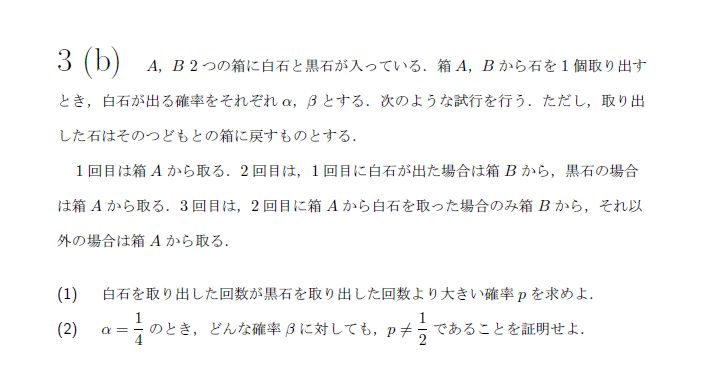 3 (b) A, B 2つの箱に白石と黒石が入っている. 箱 A, B から石を1個取り出す
とき, 白石が出る確率をそれぞれ α, β とする. 次のような試行を行う. ただし, 取り出
した石はそのつどもとの箱に戻すものとする.
1回目は箱 A から取る. 2回目は, 1回目に白石が出た場合は箱 B から, 黒石の場合
は箱 A から取る. 3回目は, 2回目に箱 A から白石を取った場合のみ箱 B から, それ以
外の場合は箱 A から取る.
(1) 白石を取り出した回数が黒石を取り出した回数より大きい確率 p を求めよ.
(2) α = 1/4 のとき, どんな確率 β に対しても, p ≠ 1/2 であることを証明せよ.